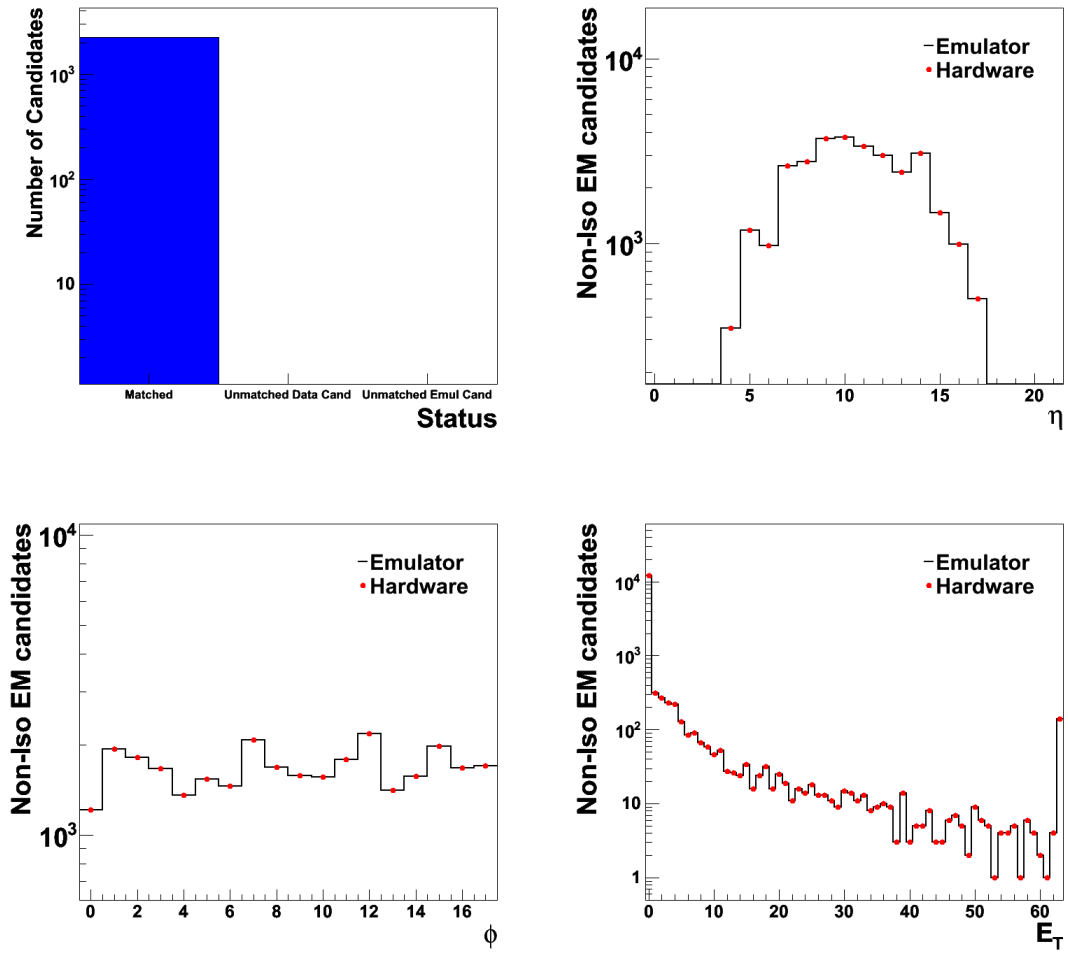 Number of Candidates
10³
10²
10
Matched Unmatched Data Cand Unmatched Emul Cand
Status
Non-Iso EM candidates
10⁴
10³
Emulator
Hardware
0 5 10 15 20
η
Non-Iso EM candidates
10⁴
10³
Emulator
Hardware
0 2 4 6 8 10 12 14 16
ϕ
Non-Iso EM candidates
10⁴
10³
10²
10
1
Emulator
Hardware
0 10 20 30 40 50 60
E_T